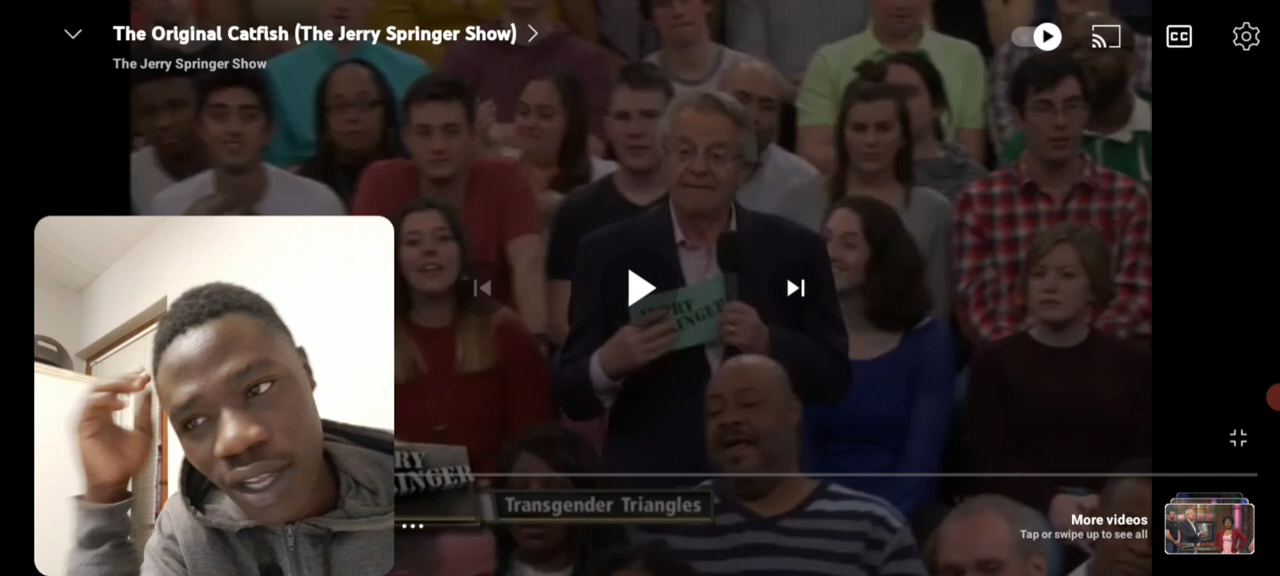 The Original Catfish (The Jerry Springer Show)
The Jerry Springer Show
CC
JERRY
SPRINGER
RY
INGER
Transgender Triangles
More videos
Tap or swipe up to see all